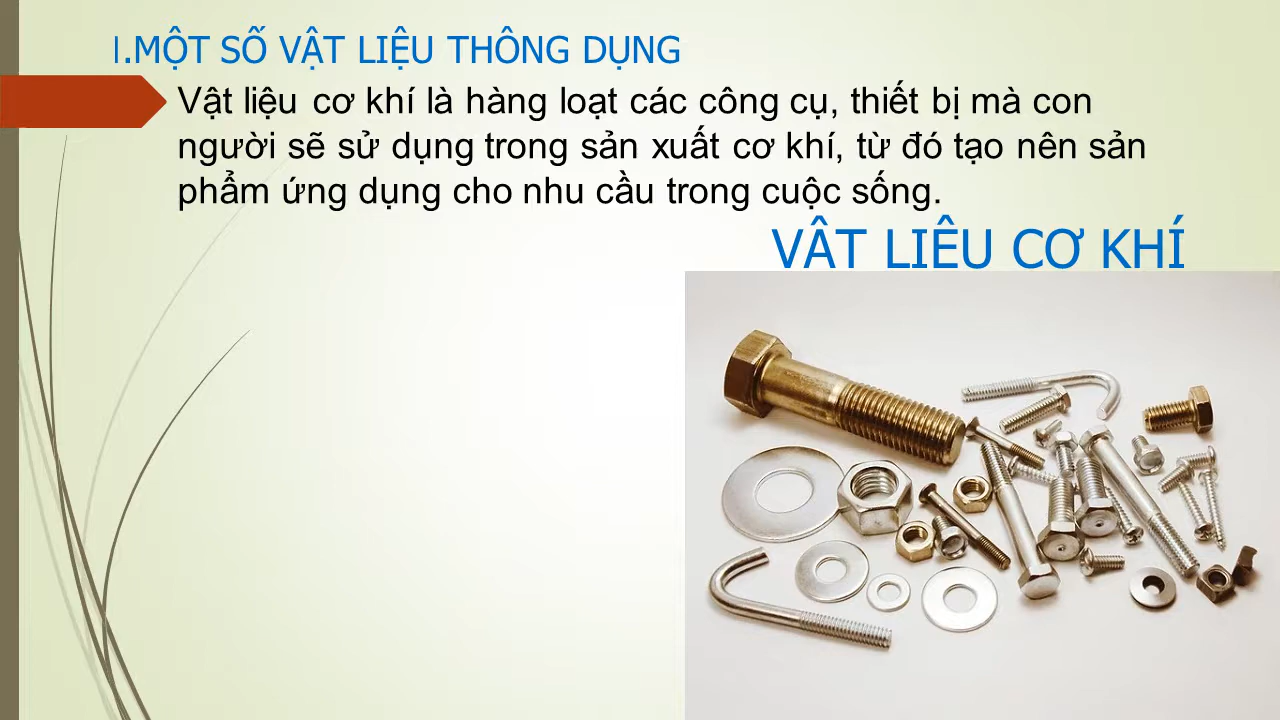 I.MỘT SỐ VẬT LIỆU THÔNG DỤNG
Vật liệu cơ khí là hàng loạt các công cụ, thiết bị mà con
người sẽ sử dụng trong sản xuất cơ khí, từ đó tạo nên sản
phẩm ứng dụng cho nhu cầu trong cuộc sống.
VẬT LIỆU CƠ KHÍ